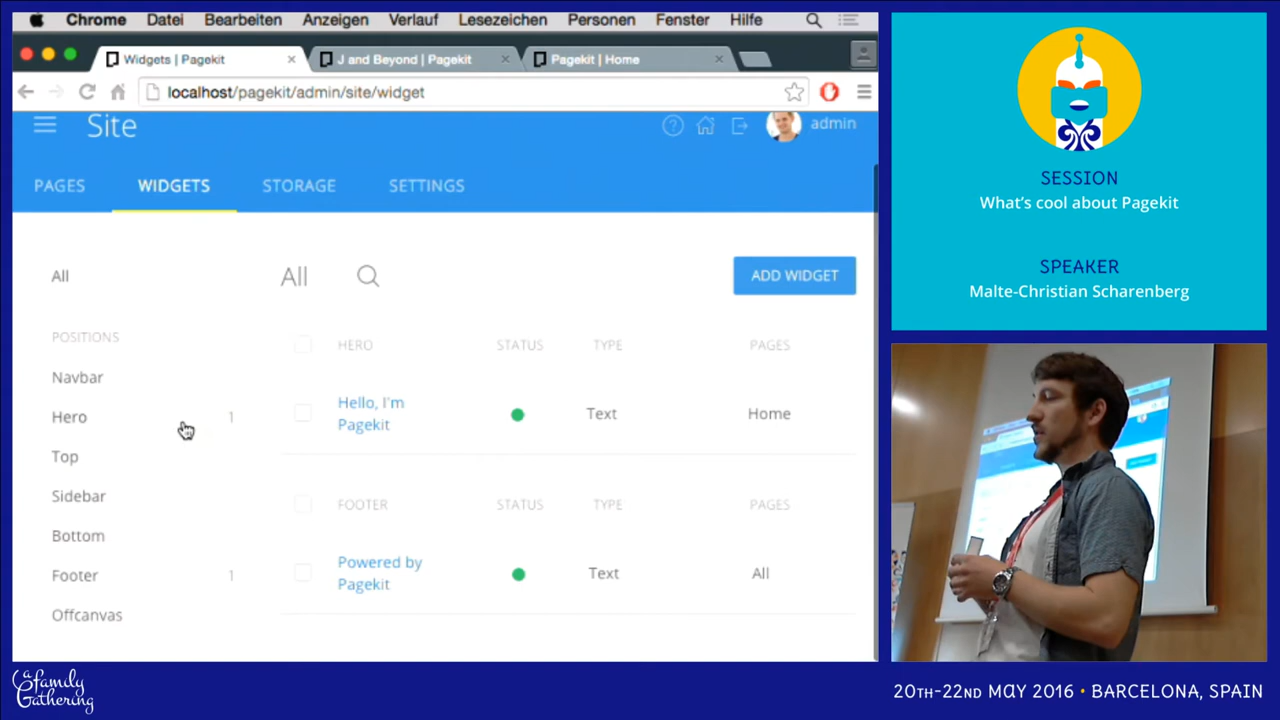 Chrome Datei Bearbeiten Anzeigen Verlauf Lesezeichen Personen Fenster Hilfe
Widgets | Pagekit
J and Beyond | Pagekit
Pagekit | Home
localhost/pagekit/admin/site/widget
Site
admin
PAGES WIDGETS STORAGE SETTINGS
All
All
ADD WIDGET
POSITIONS
Navbar
Hero 1
Top
Sidebar
Bottom
Footer 1
Offcanvas
HERO STATUS TYPE PAGES
Hello, I'm
Pagekit
Text Home
FOOTER STATUS TYPE PAGES
Powered by
Pagekit
Text All
SESSION
What's cool about Pagekit
SPEAKER
Malte-Christian Scharenberg
a family
Gathering
20TH-22ND MAY 2016 • BARCELONA, SPAIN